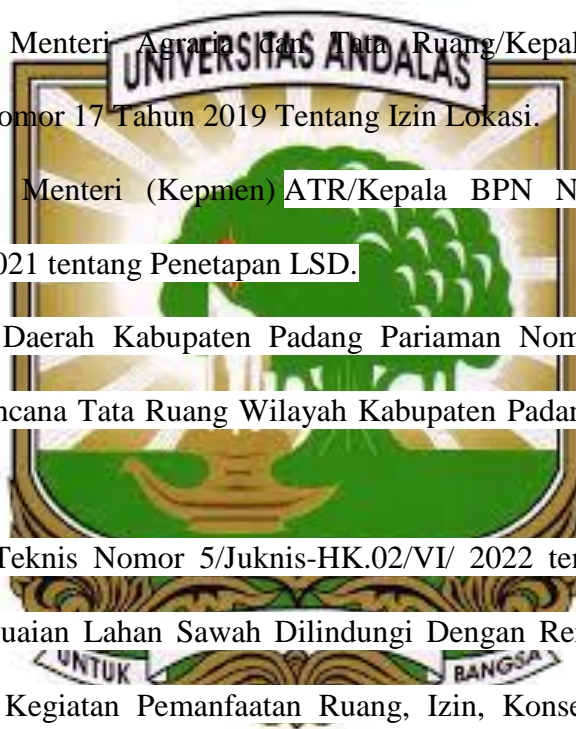 Menteri Agraria dan Tata Ruang/Kepal
UNIVERSITAS ANDALAS
omor 17 Tahun 2019 Tentang Izin Lokasi.
Menteri (Kepmen) ATR/Kepala BPN N
021 tentang Penetapan LSD.
Daerah Kabupaten Padang Pariaman Nom
ncana Tata Ruang Wilayah Kabupaten Padan
Teknis Nomor 5/Juknis-HK.02/VI/ 2022 ten
uaian Lahan Sawah Dilindungi Dengan Ren
UNTUK BANGSA
Kegiatan Pemanfaatan Ruang, Izin, Konse